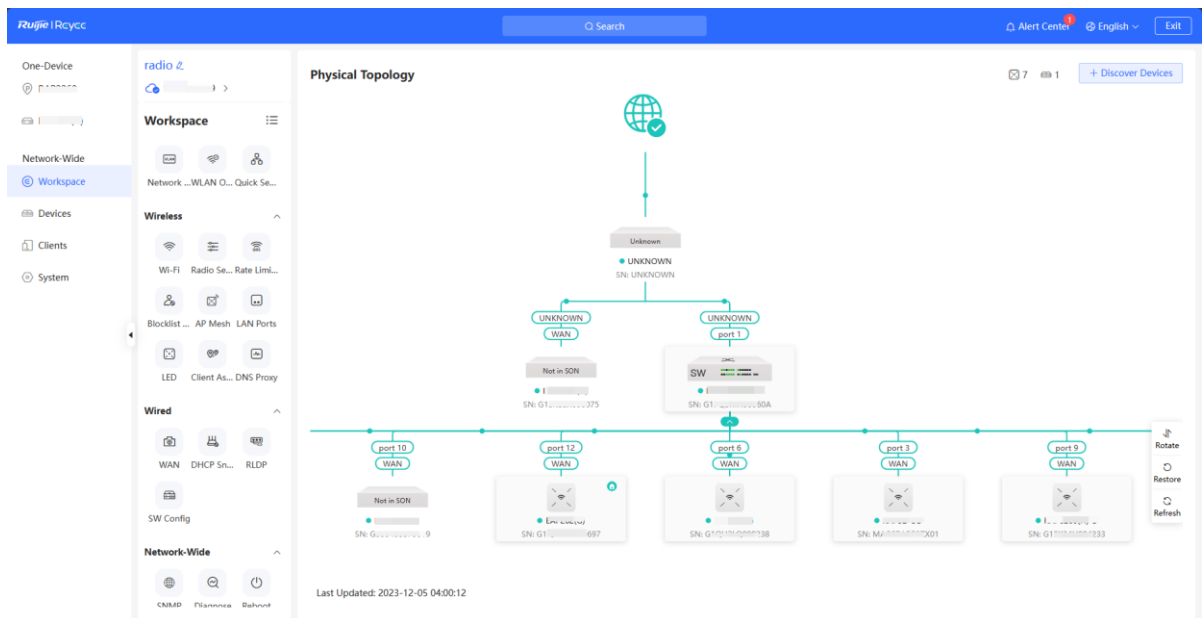 Ruijie | Rcycc
Search
Alert Center
1
English
Exit
One-Device
Network-Wide
Workspace
Devices
Clients
System
radio
Workspace
Network ...
WLAN O...
Quick Se...
Wireless
Wi-Fi
Radio Se...
Rate Limi...
Blocklist ...
AP Mesh
LAN Ports
LED
Client As...
DNS Proxy
Wired
WAN
DHCP Sn...
RLDP
SW Config
Network-Wide
SNMP
Diagnose
Reboot
Physical Topology
7
1
+ Discover Devices
Unknown
UNKNOWN
SN: UNKNOWN
UNKNOWN
WAN
UNKNOWN
port 1
Not in SON
SW
port 10
WAN
port 12
WAN
port 6
WAN
port 3
WAN
port 9
WAN
Not in SON
Rotate
Restore
Refresh
Last Updated: 2023-12-05 04:00:12